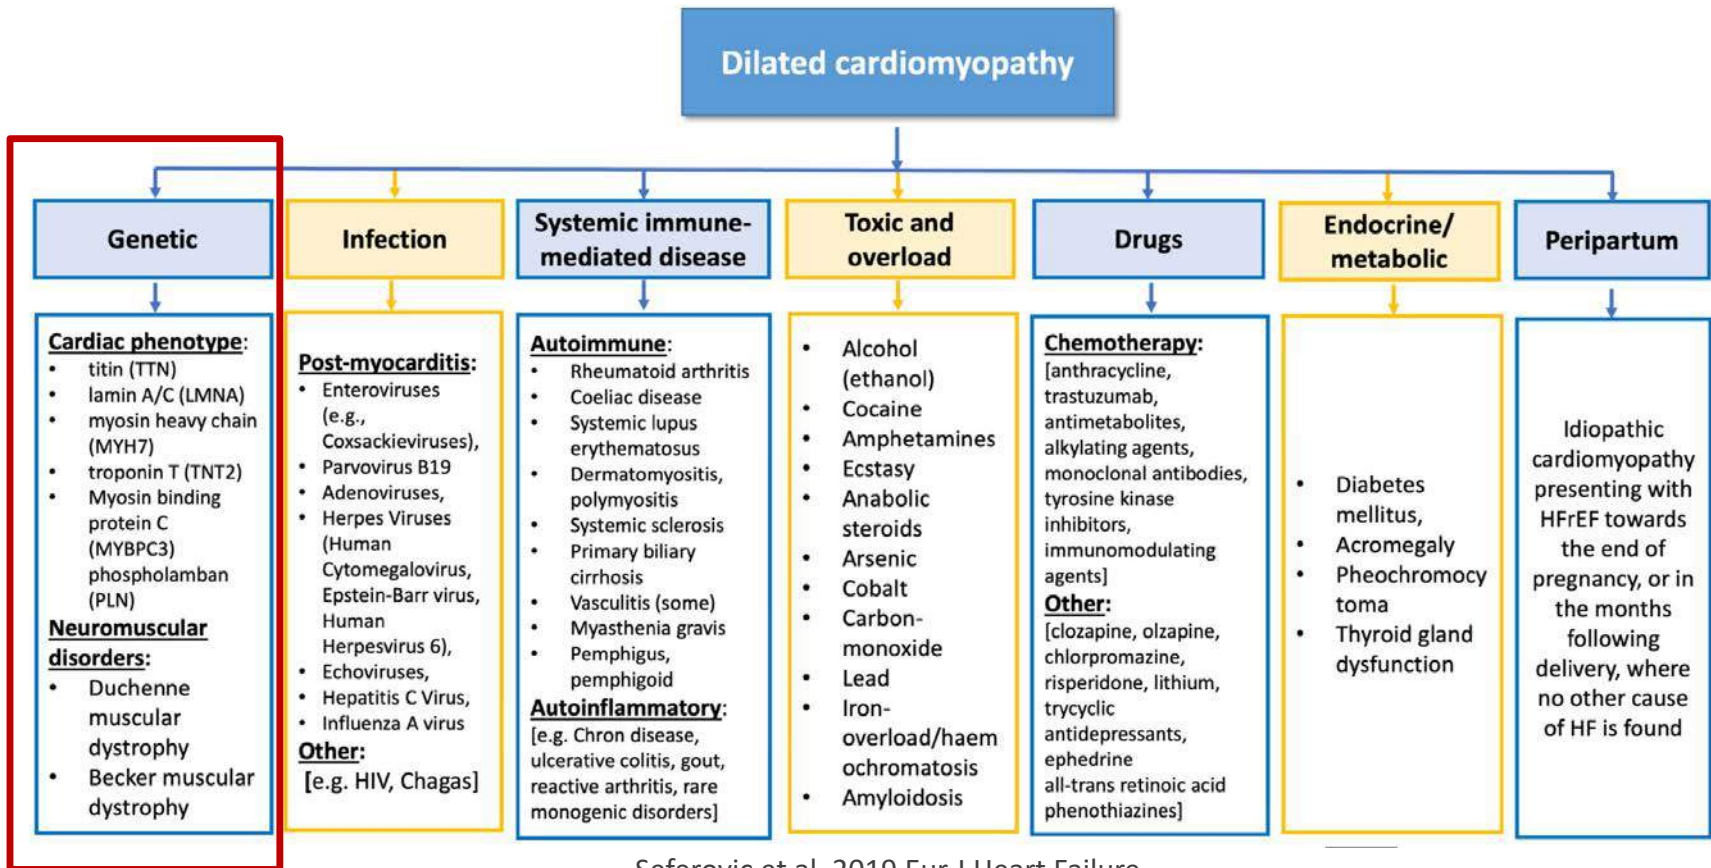 Dilated cardiomyopathy
Genetic
Cardiac phenotype:
• titin (TTN)
• lamin A/C (LMNA)
• myosin heavy chain
(MYH7)
• troponin T (TNT2)
• Myosin binding
protein C
(MYBPC3)
phospholamban
(PLN)
Neuromuscular
disorders:
• Duchenne
muscular
dystrophy
• Becker muscular
dystrophy
Infection
Post-myocarditis:
• Enteroviruses
(e.g.,
Coxsackieviruses),
• Parvovirus B19
• Adenoviruses,
• Herpes Viruses
(Human
Cytomegalovirus,
Epstein-Barr virus,
Human
Herpesvirus 6),
• Echoviruses,
• Hepatitis C Virus,
• Influenza A virus
Other:
[e.g. HIV, Chagas]
Systemic immune-
mediated disease
Autoimmune:
• Rheumatoid arthritis
• Coeliac disease
• Systemic lupus
erythematosus
• Dermatomyositis,
polymyositis
• Systemic sclerosis
• Primary biliary
cirrhosis
• Vasculitis (some)
• Myasthenia gravis
• Pemphigus,
pemphigoid
Autoinflammatory:
[e.g. Chron disease,
ulcerative colitis, gout,
reactive arthritis, rare
monogenic disorders]
Toxic and
overload
• Alcohol
(ethanol)
• Cocaine
• Amphetamines
• Ecstasy
• Anabolic
steroids
• Arsenic
• Cobalt
• Carbon-
monoxide
• Lead
• Iron-
overload/haem
ochromatosis
• Amyloidosis
Drugs
Chemotherapy:
[anthracycline,
trastuzumab,
antimetabolites,
alkylating agents,
monoclonal antibodies,
tyrosine kinase
inhibitors,
immunomodulating
agents]
Other:
[clozapine, olzapine,
chlorpromazine,
risperidone, lithium,
trycyclic
antidepressants,
ephedrine
all-trans retinoic acid
phenothiazines]
Endocrine/
metabolic
• Diabetes
mellitus,
• Acromegaly
• Pheochromocy
toma
• Thyroid gland
dysfunction
Peripartum
Idiopathic
cardiomyopathy
presenting with
HFrEF towards
the end of
pregnancy, or in
the months
following
delivery, where
no other cause
of HF is found
Seferovic et al. 2019 Eur J Heart Failure